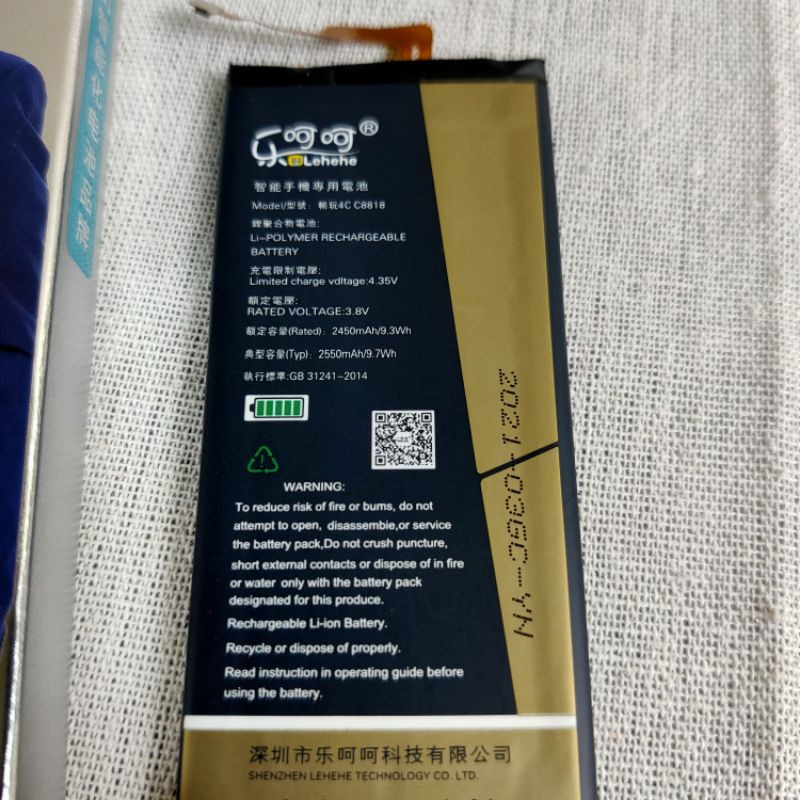 乐呵呵®
Lehehe
智能手機專用電池
Model/型號：暢玩4C C8818
鋰聚合物電池:
Li-POLYMER RECHARGEABLE
BATTERY
充電限制電壓:
Limited charge vdltage:4.35V
額定電壓:
RATED VOLTAGE:3.8V
額定容量(Rated)：2450mAh/9.3Wh
典型容量(Typ)：2550mAh/9.7Wh
執行標準:GB 31241-2014
WARNING:
To reduce risk of fire or bums, do not
attempt to open, disassembie,or service
the battery pack,Do not crush puncture,
short external contacts or dispose of in fire
or water only with the battery pack
designated for this produce.
Rechargeable Li-ion Battery.
Recycle or dispose of properly.
Read instruction in operating guide before
using the battery.
深圳市乐呵呵科技有限公司
SHENZHEN LEHEHE TECHNOLOGY CO. LTD.